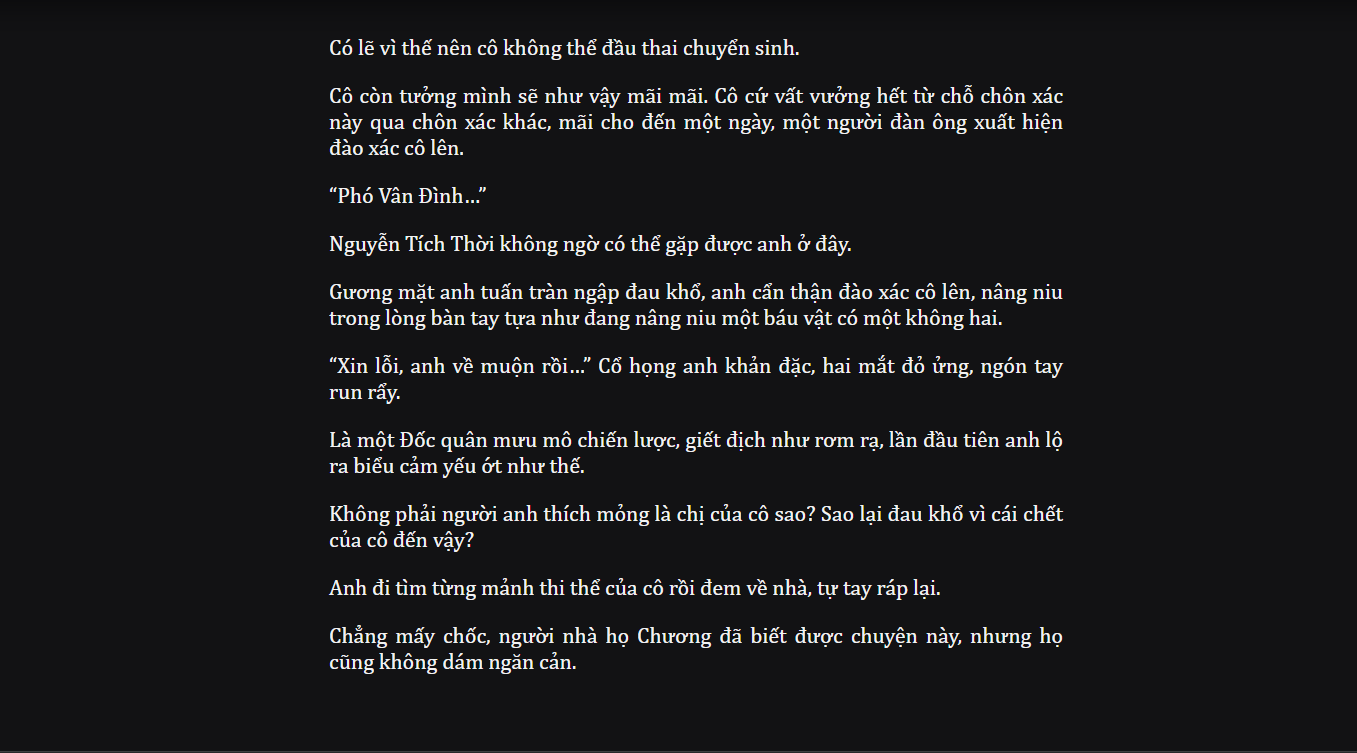 Có lẽ vì thế nên cô không thể đầu thai chuyển sinh.
Cô còn tưởng mình sẽ như vậy mãi mãi. Cô cứ vất vưởng hết từ chỗ chôn xác
này qua chôn xác khác, mãi cho đến một ngày, một người đàn ông xuất hiện
đào xác cô lên.
“Phó Vân Đình…”
Nguyễn Tích Thời không ngờ có thể gặp được anh ở đây.
Gương mặt anh tuấn tràn ngập đau khổ, anh cẩn thận đào xác cô lên, nâng niu
trong lòng bàn tay tựa như đang nâng niu một báu vật có một không hai.
“Xin lỗi, anh về muộn rồi…” Cổ họng anh khản đặc, hai mắt đỏ ửng, ngón tay
run rẩy.
Là một Đốc quân mưu mô chiến lược, giết địch như rơm rạ, lần đầu tiên anh lộ
ra biểu cảm yếu ớt như thế.
Không phải người anh thích mỏng là chị của cô sao? Sao lại đau khổ vì cái chết
của cô đến vậy?
Anh đi tìm từng mảnh thi thể của cô rồi đem về nhà, tự tay ráp lại.
Chẳng mấy chốc, người nhà họ Chương đã biết được chuyện này, nhưng họ
cũng không dám ngăn cản.